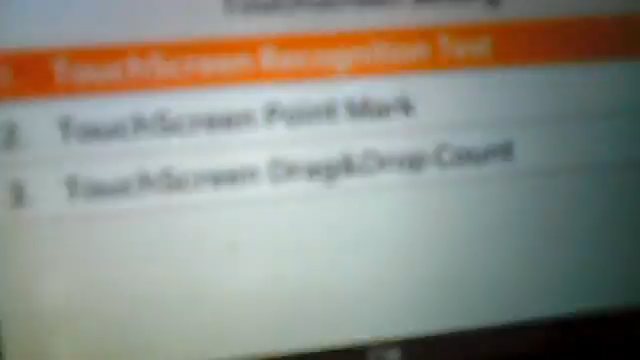 1. TouchScreen Recognition Test
2. TouchScreen Point Mark
3. TouchScreen Drag&Drop Count